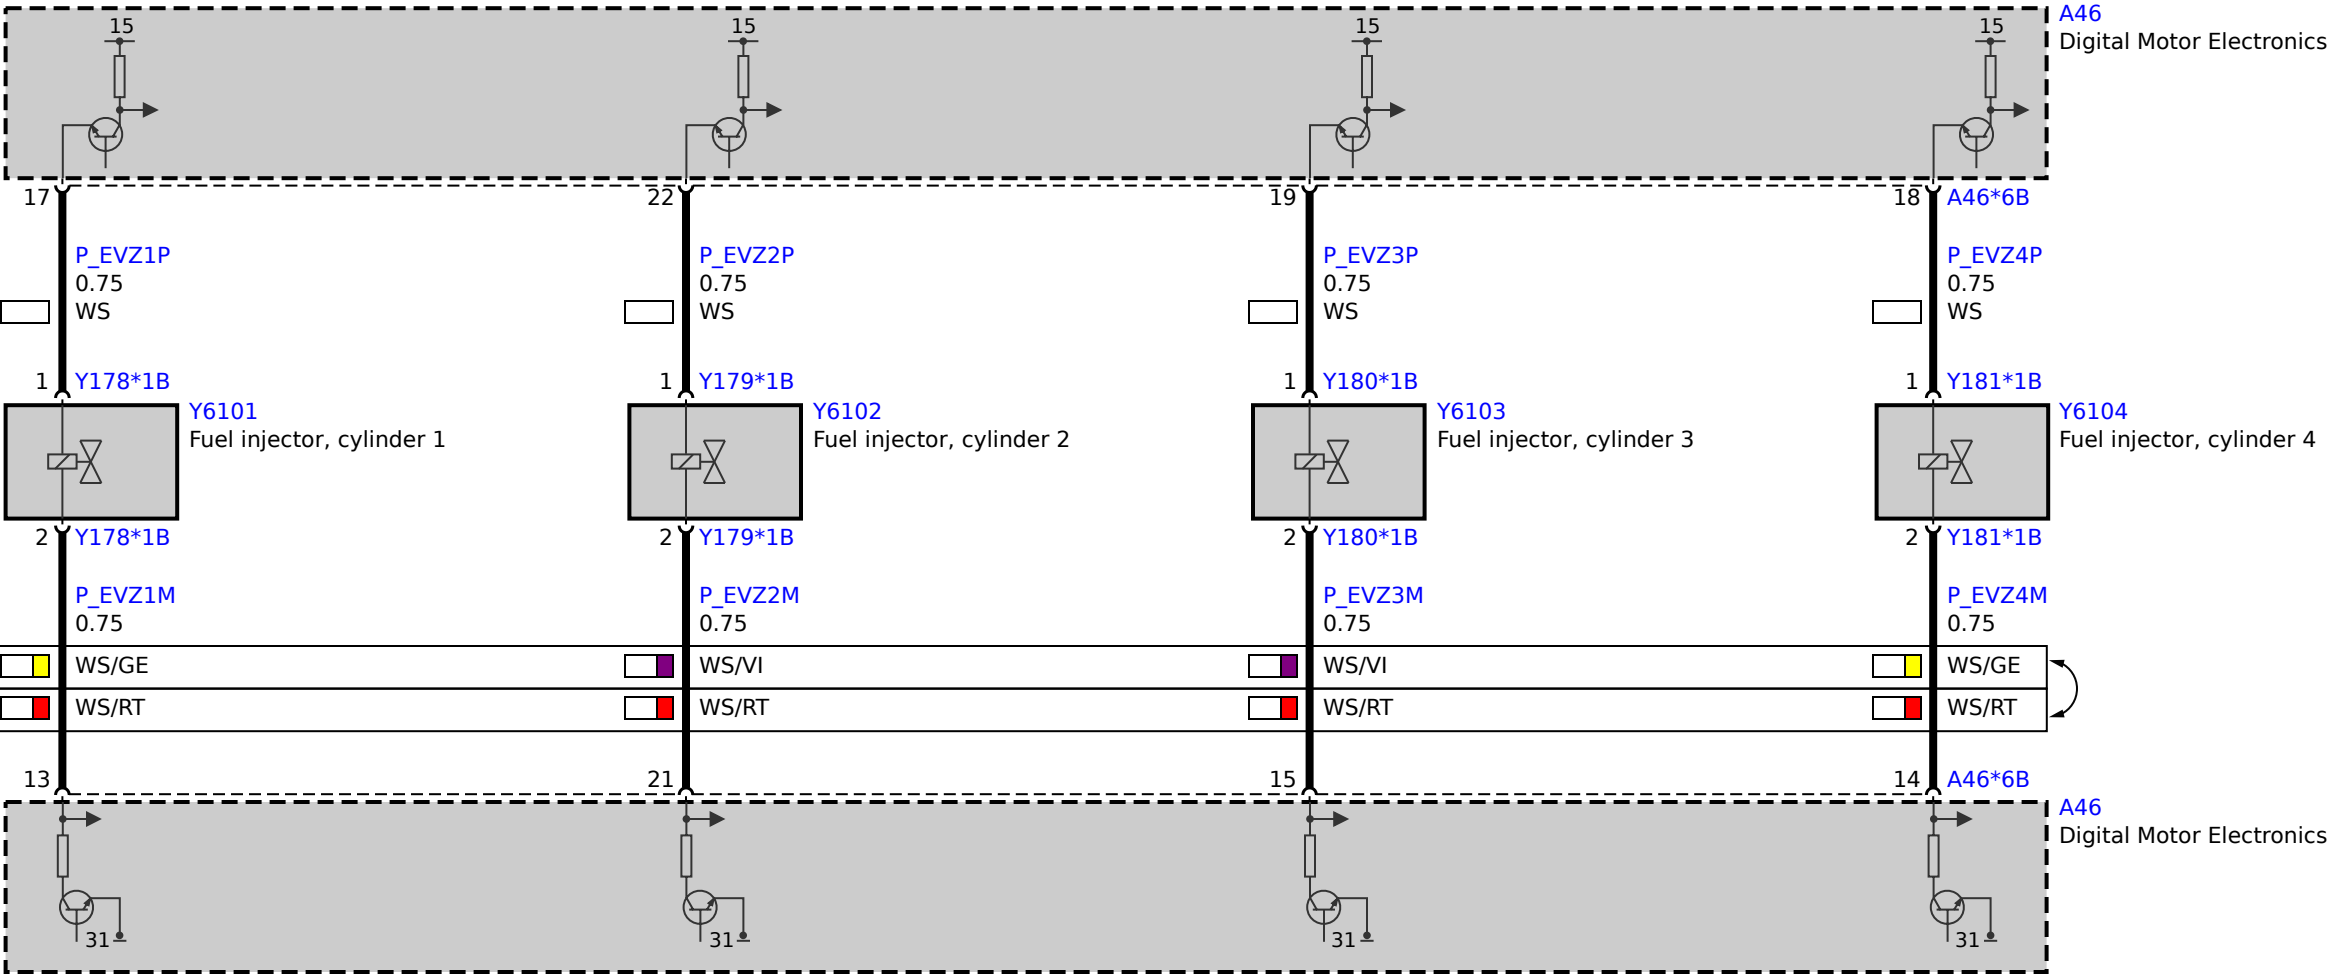 15 15 15 15 A46
Digital Motor Electronics
17 22 19 18 A46*6B
P_EVZ1P P_EVZ2P P_EVZ3P P_EVZ4P
0.75 0.75 0.75 0.75
WS WS WS WS
1 Y178*1B 1 Y179*1B 1 Y180*1B 1 Y181*1B
Y6101 Y6102 Y6103 Y6104
Fuel injector, cylinder 1 Fuel injector, cylinder 2 Fuel injector, cylinder 3 Fuel injector, cylinder 4
2 Y178*1B 2 Y179*1B 2 Y180*1B 2 Y181*1B
P_EVZ1M P_EVZ2M P_EVZ3M P_EVZ4M
0.75 0.75 0.75 0.75
WS/GE WS/VI WS/VI WS/GE
WS/RT WS/RT WS/RT WS/RT
13 21 15 14 A46*6B
A46
Digital Motor Electronics
31 31 31 31